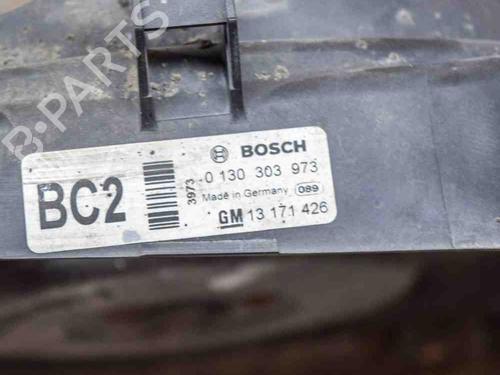 B-PARTS
BC2
3973
BOSCH
0 130 303 973
Made in Germany 089
GM 13 171 426